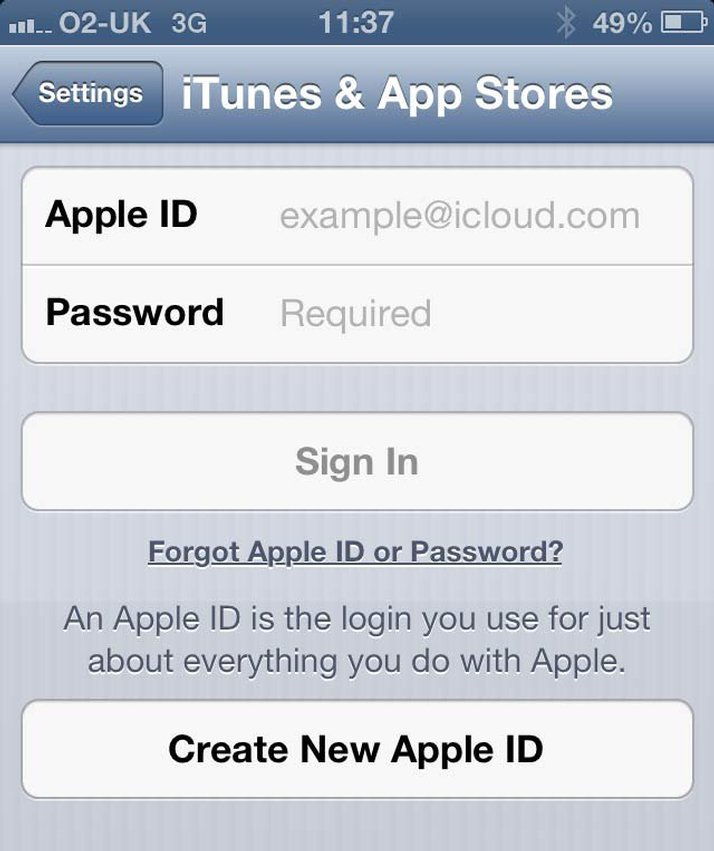 O2-UK 3G 11:37 49%
Settings iTunes & App Stores
Apple ID example@icloud.com
Password Required
Sign In
Forgot Apple ID or Password?
An Apple ID is the login you use for just
about everything you do with Apple.
Create New Apple ID